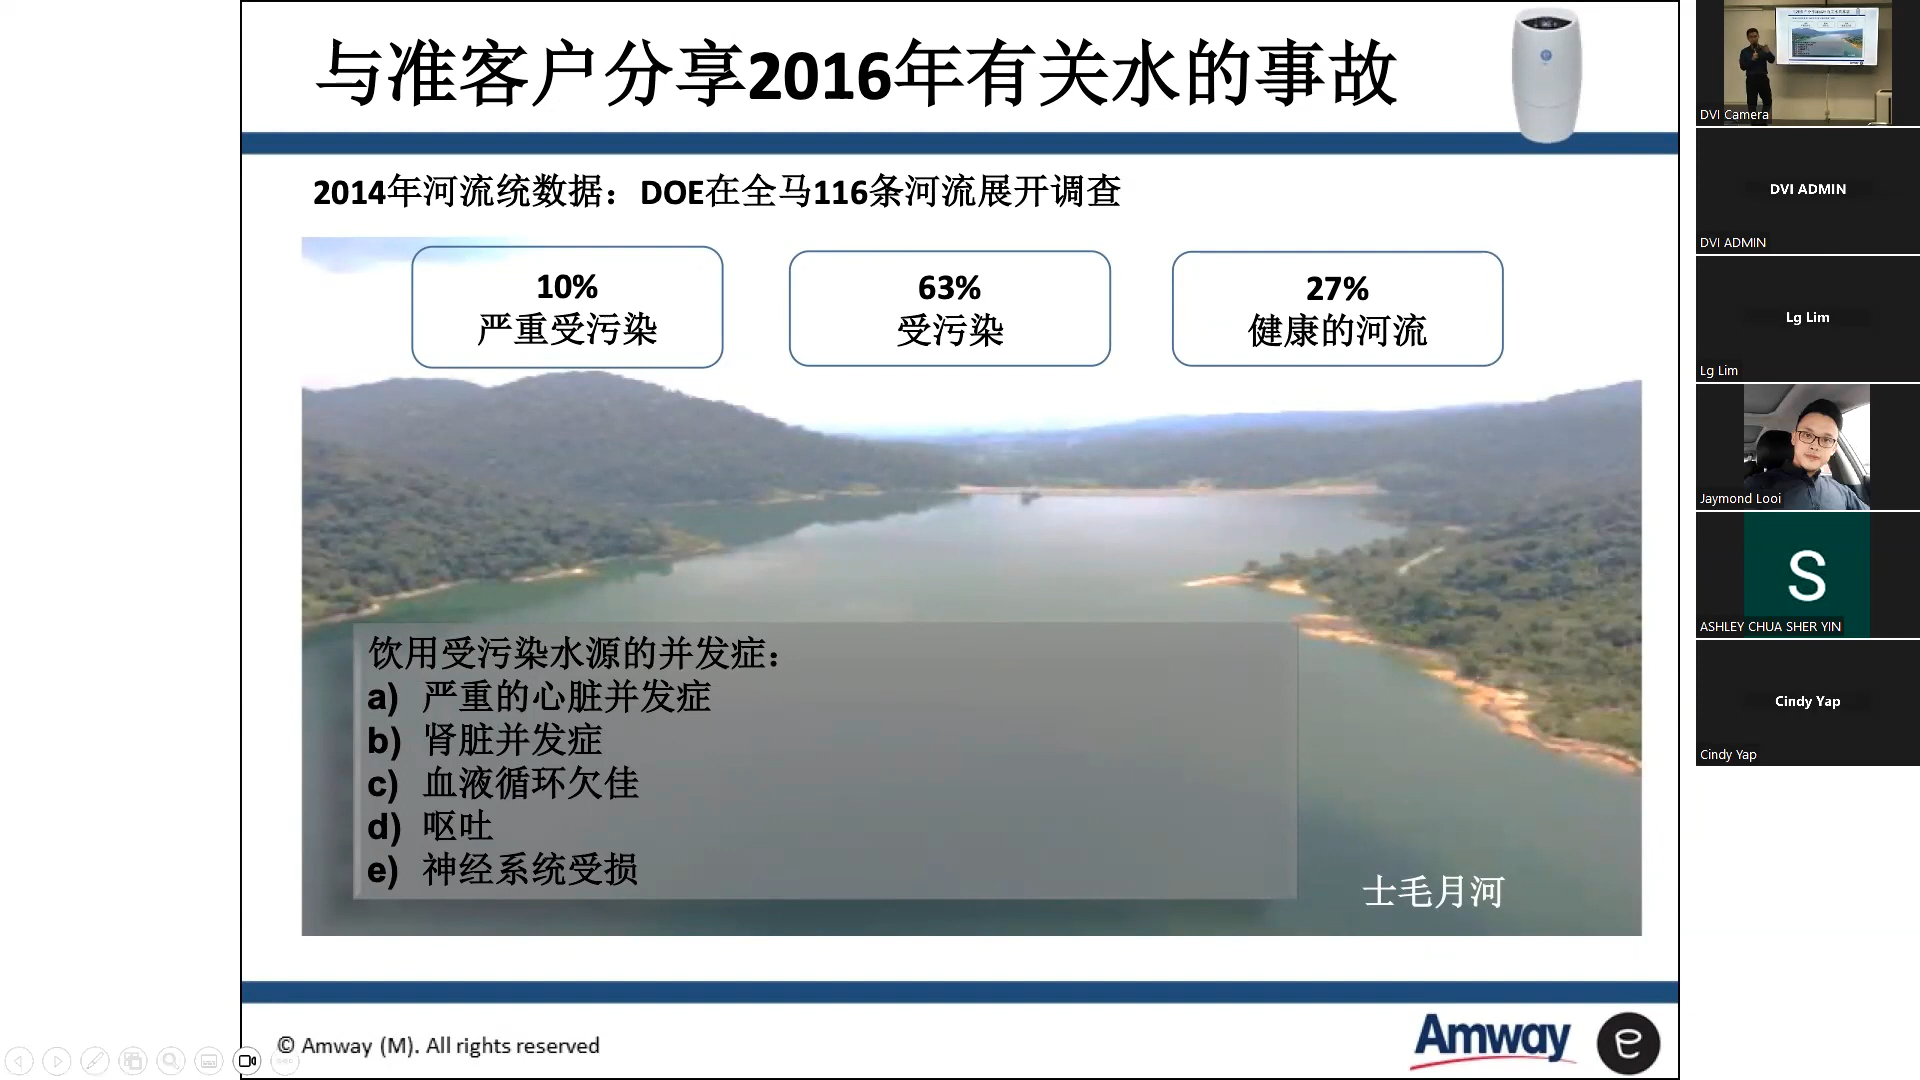 与准客户分享2016年有关水的事故
2014年河流统数据：DOE在全马116条河流展开调查
10%
严重受污染
63%
受污染
27%
健康的河流
饮用受污染水源的并发症：
a) 严重的心脏并发症
b) 肾脏并发症
c) 血液循环欠佳
d) 呕吐
e) 神经系统受损
士毛月河
© Amway (M). All rights reserved
Amway
e
DVI Camera
DVI ADMIN
DVI ADMIN
Lg Lim
Lg Lim
Jaymond Looi
S
ASHLEY CHUA SHER YIN
Cindy Yap
Cindy Yap